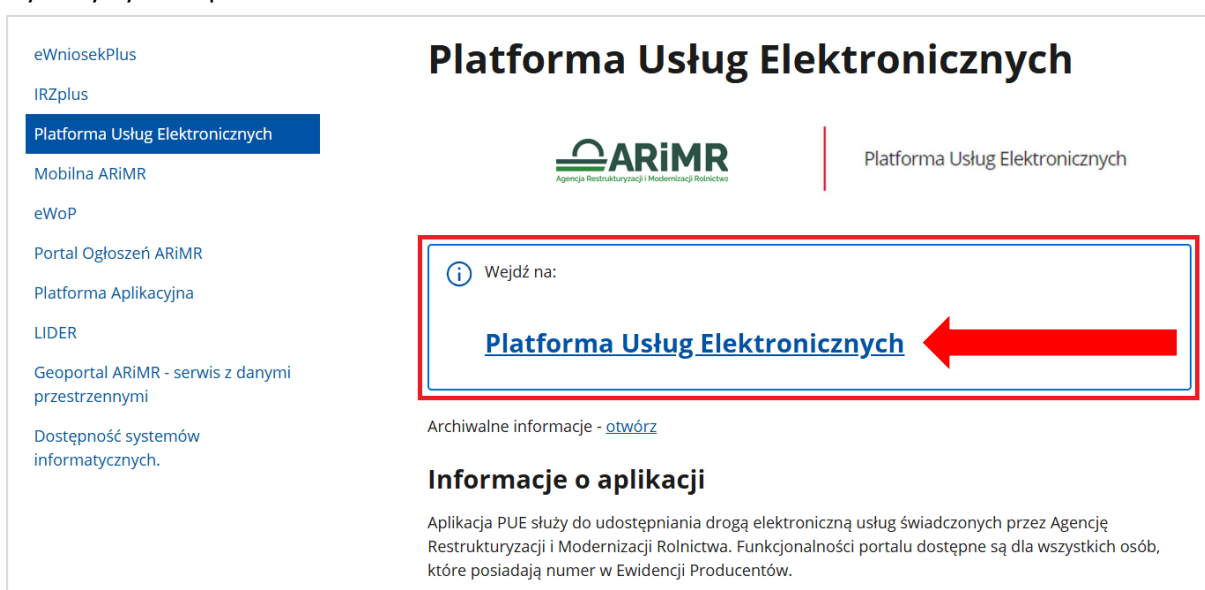 eWniosekPlus
IRZplus
Platforma Usług Elektronicznych
Mobilna ARiMR
eWoP
Portal Ogłoszeń ARiMR
Platforma Aplikacyjna
LIDER
Geoportal ARiMR - serwis z danymi
przestrzennymi
Dostępność systemów
informatycznych.
Platforma Usług Elektronicznych
ARiMR
Agencja Restrukturyzacji i Modernizacji Rolnictwa
Platforma Usług Elektronicznych
Wejdź na:
Platforma Usług Elektronicznych
Archiwalne informacje - otwórz
Informacje o aplikacji
Aplikacja PUE służy do udostępniania drogą elektroniczną usług świadczonych przez Agencję
Restrukturyzacji i Modernizacji Rolnictwa. Funkcjonalności portalu dostępne są dla wszystkich osób,
które posiadają numer w Ewidencji Producentów.